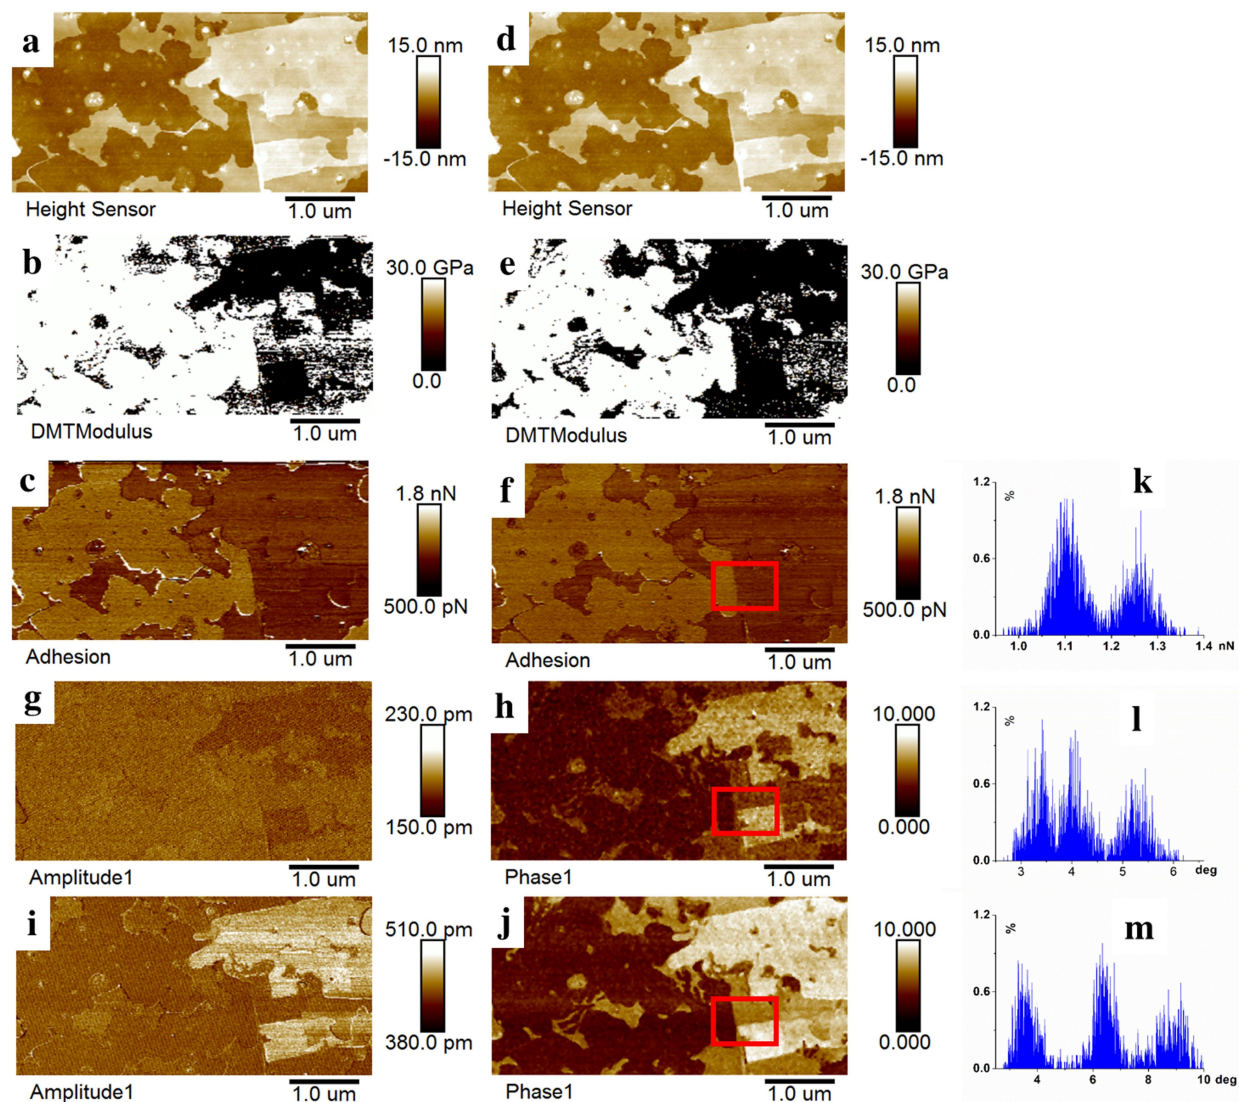 a
15.0 nm
-15.0 nm
Height Sensor
1.0 um
d
15.0 nm
-15.0 nm
Height Sensor
1.0 um
b
30.0 GPa
0.0
DMTModulus
1.0 um
e
30.0 GPa
0.0
DMTModulus
1.0 um
c
1.8 nN
500.0 pN
Adhesion
1.0 um
f
1.8 nN
500.0 pN
Adhesion
1.0 um
k
%
1.2
0.6
0.0
1.0 1.1 1.2 1.3 1.4 nN
g
230.0 pm
150.0 pm
Amplitude1
1.0 um
h
10.000
0.000
Phase1
1.0 um
l
%
1.2
0.6
0.0
3 4 5 6 deg
i
510.0 pm
380.0 pm
Amplitude1
1.0 um
j
10.000
0.000
Phase1
1.0 um
m
%
1.2
0.6
0.0
4 6 8 10 deg